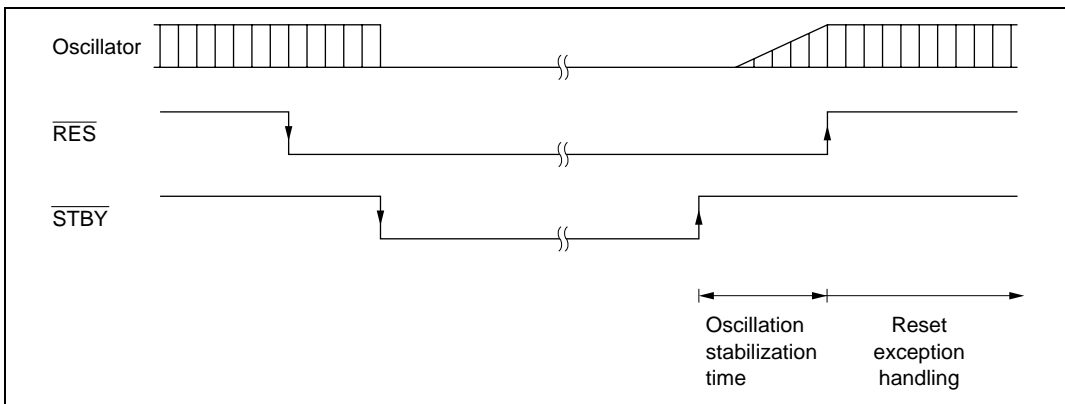 Oscillator
RES
STBY
Oscillation
stabilization
time
Reset
exception
handling